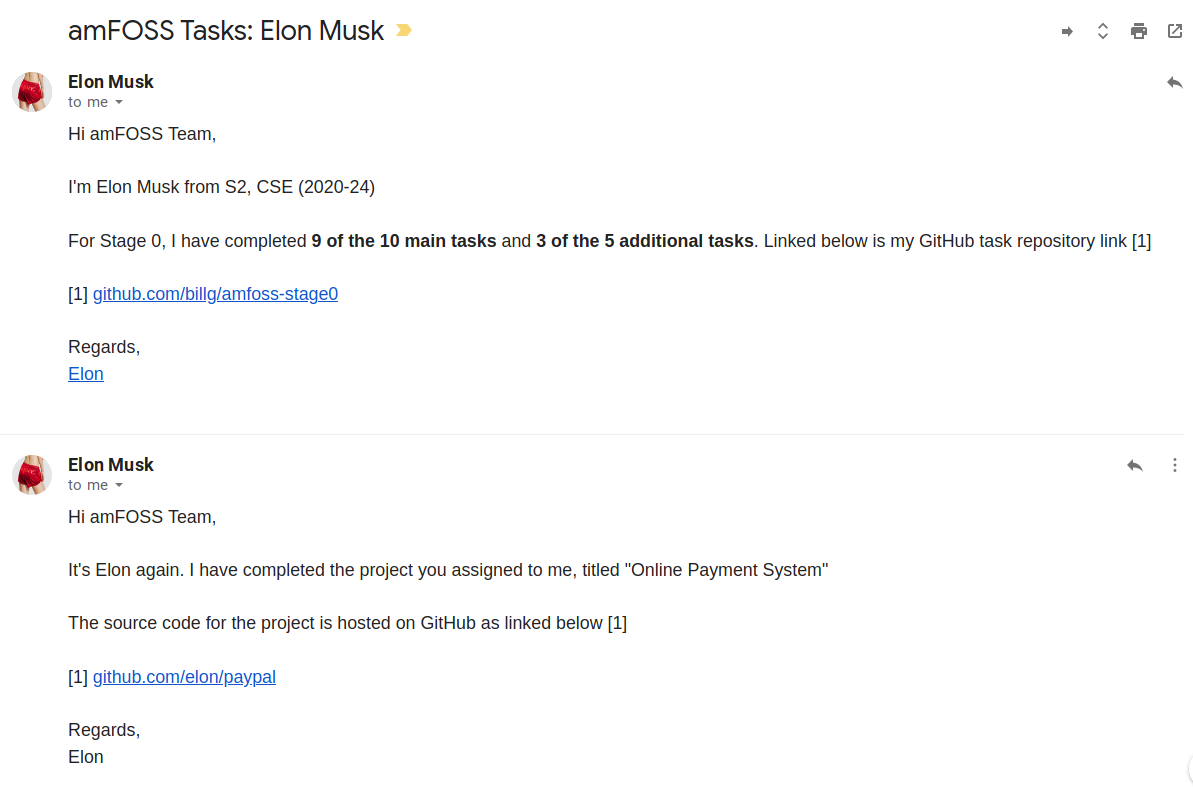 amFOSS Tasks: Elon Musk
Elon Musk
to me
Hi amFOSS Team,
I'm Elon Musk from S2, CSE (2020-24)
For Stage 0, I have completed 9 of the 10 main tasks and 3 of the 5 additional tasks. Linked below is my GitHub task repository link [1]
[1] github.com/billg/amfoss-stage0
Regards,
Elon
Elon Musk
to me
Hi amFOSS Team,
It's Elon again. I have completed the project you assigned to me, titled "Online Payment System"
The source code for the project is hosted on GitHub as linked below [1]
[1] github.com/elon/paypal
Regards,
Elon